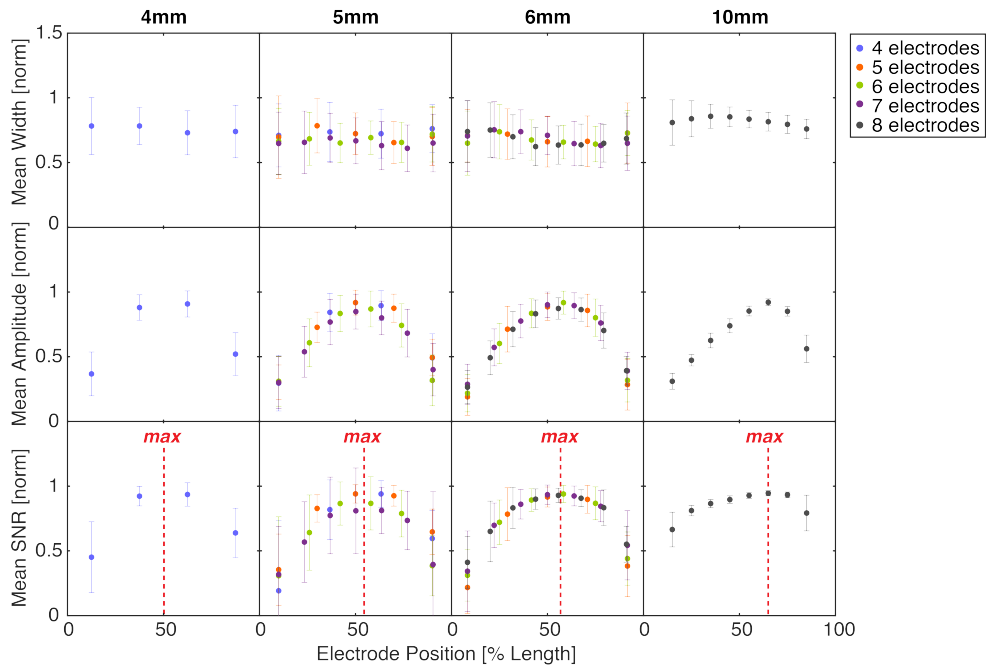 4mm 5mm 6mm 10mm
1.5
1
0.5
0
Mean Width [norm]
4 electrodes
5 electrodes
6 electrodes
7 electrodes
8 electrodes
1
0.5
0
Mean Amplitude [norm]
max max max max
1
0.5
0
Mean SNR [norm]
0 50 0 50 0 50 0 50 100
Electrode Position [% Length]